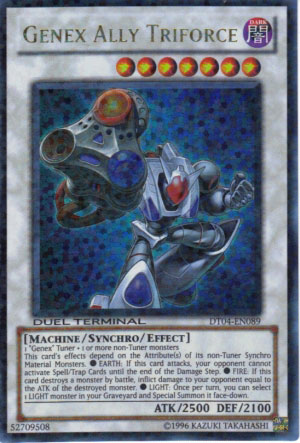 GENEX ALLY TRIFORCE
DARK
闇
DUEL TERMINAL DT04-EN089
[MACHINE/SYNCHRO/EFFECT]
1 "Genex" Tuner + 1 or more non-Tuner monsters
This card's effects depend on the Attribute(s) of its non-Tuner Synchro
Material Monsters. ● EARTH: If this card attacks, your opponent cannot
activate Spell/Trap Cards until the end of the Damage Step. ● FIRE: If this
card destroys a monster by battle, inflict damage to your opponent equal to
the ATK of the destroyed monster. ● LIGHT: Once per turn, you can select
1 LIGHT monster in your Graveyard and Special Summon it face-down.
ATK/2500 DEF/2100
52709508 ©1996 KAZUKI TAKAHASHI